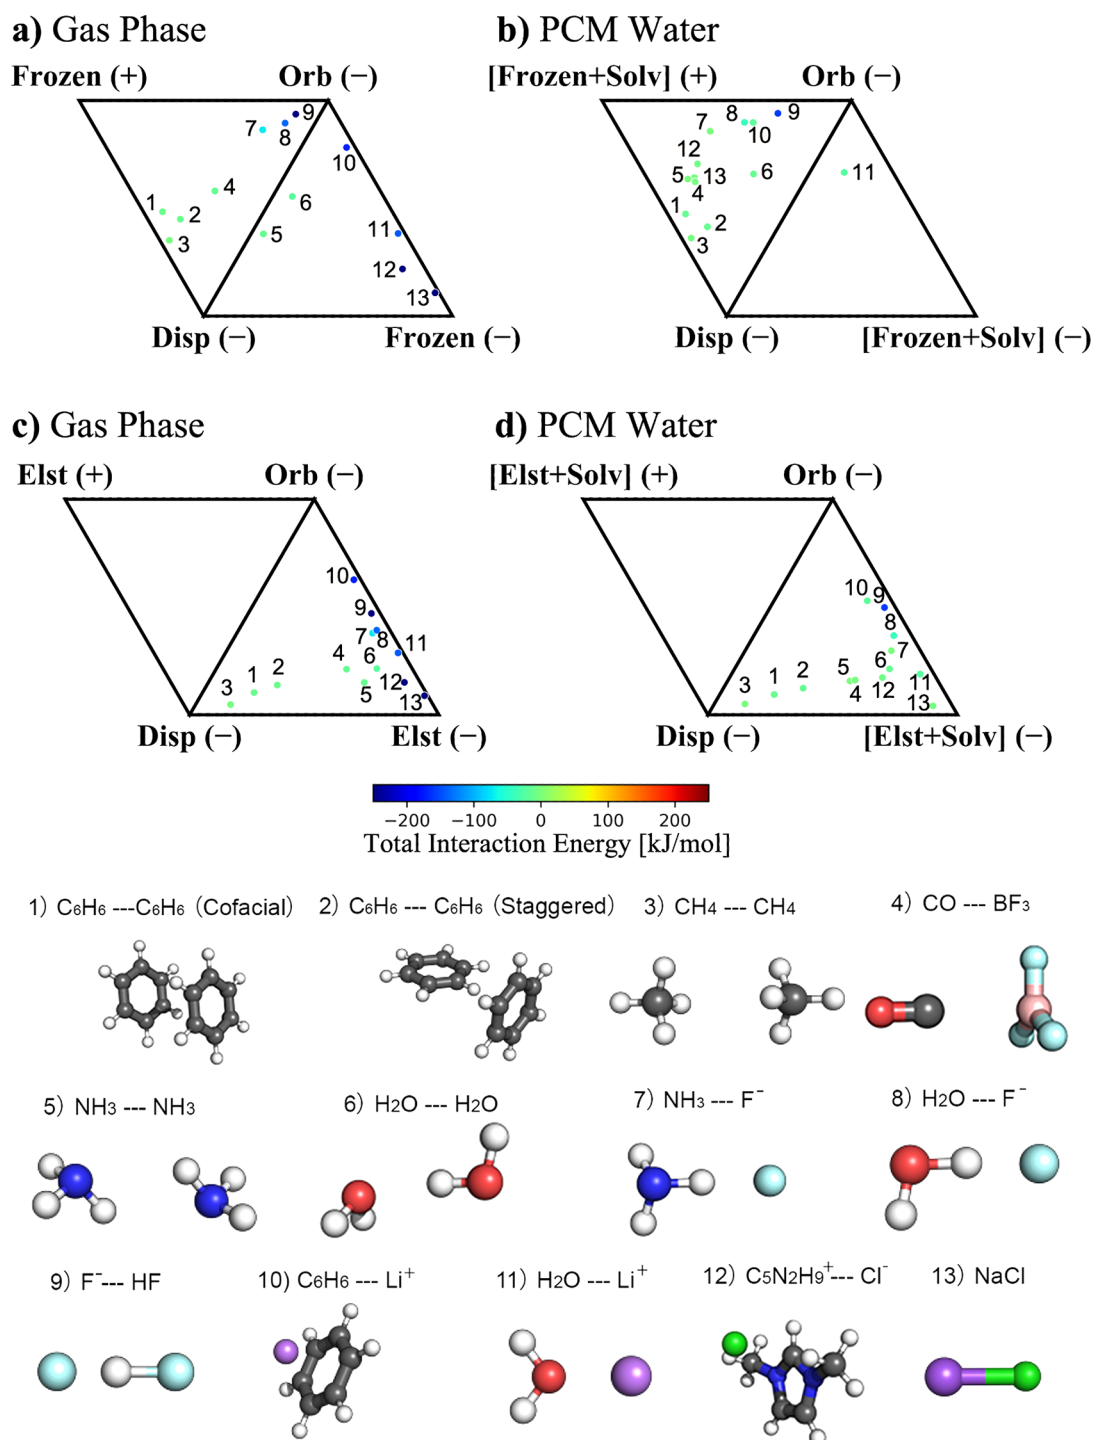 a) Gas Phase
b) PCM Water
Frozen (+) Orb (−)
[Frozen+Solv] (+) Orb (−)
9
7
8
10
4
1
2
6
3
5
11
12
13
Disp (−) Frozen (−)
8
9
7
10
12
6
11
5
13
4
1
2
3
Disp (−) [Frozen+Solv] (−)
c) Gas Phase
d) PCM Water
Elst (+) Orb (−)
[Elst+Solv] (+) Orb (−)
10
9
7
8
11
4
6
1
2
3
5
12
13
Disp (−) Elst (−)
10
9
8
7
6
5
1
2
3
4
12
11
13
Disp (−) [Elst+Solv] (−)
−200 −100 0 100 200
Total Interaction Energy [kJ/mol]
1) C6H6 ---C6H6 (Cofacial)
2) C6H6 --- C6H6 (Staggered)
3) CH4 --- CH4
4) CO --- BF3
5) NH3 --- NH3
6) H2O --- H2O
7) NH3 --- F⁻
8) H2O --- F⁻
9) F⁻--- HF
10) C6H6 --- Li⁺
11) H2O --- Li⁺
12) C5N2H9⁺--- Cl⁻
13) NaCl